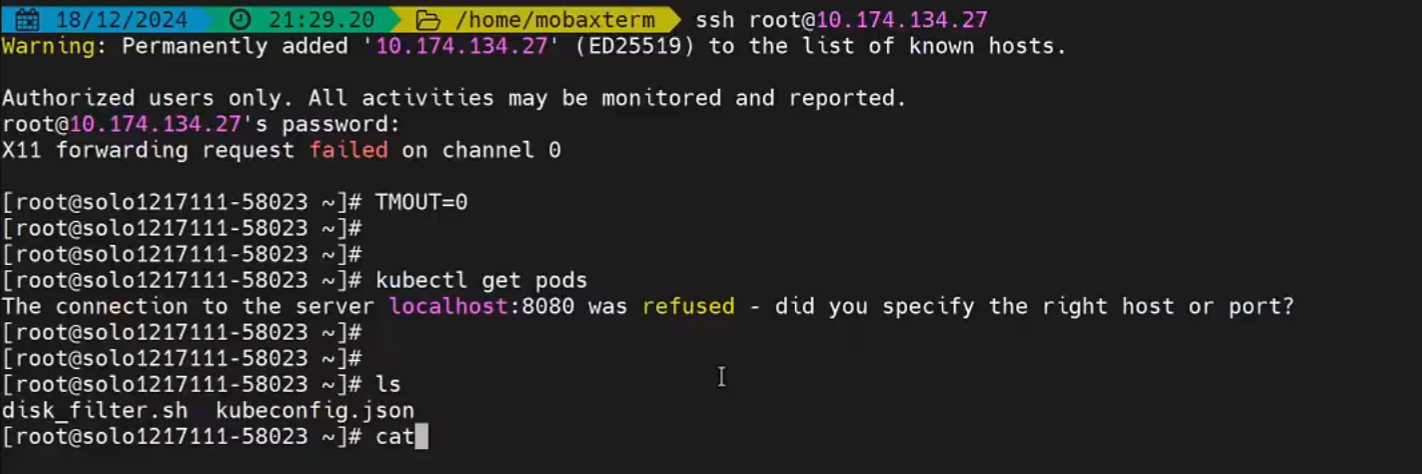 18/12/2024 21:29.20 /home/mobaxterm ssh root@10.174.134.27
Warning: Permanently added '10.174.134.27' (ED25519) to the list of known hosts.
Authorized users only. All activities may be monitored and reported.
root@10.174.134.27's password:
X11 forwarding request failed on channel 0
[root@solo1217111-58023 ~]# TMOUT=0
[root@solo1217111-58023 ~]#
[root@solo1217111-58023 ~]#
[root@solo1217111-58023 ~]# kubectl get pods
The connection to the server localhost:8080 was refused - did you specify the right host or port?
[root@solo1217111-58023 ~]#
[root@solo1217111-58023 ~]#
[root@solo1217111-58023 ~]# ls
disk_filter.sh  kubeconfig.json
[root@solo1217111-58023 ~]# cat